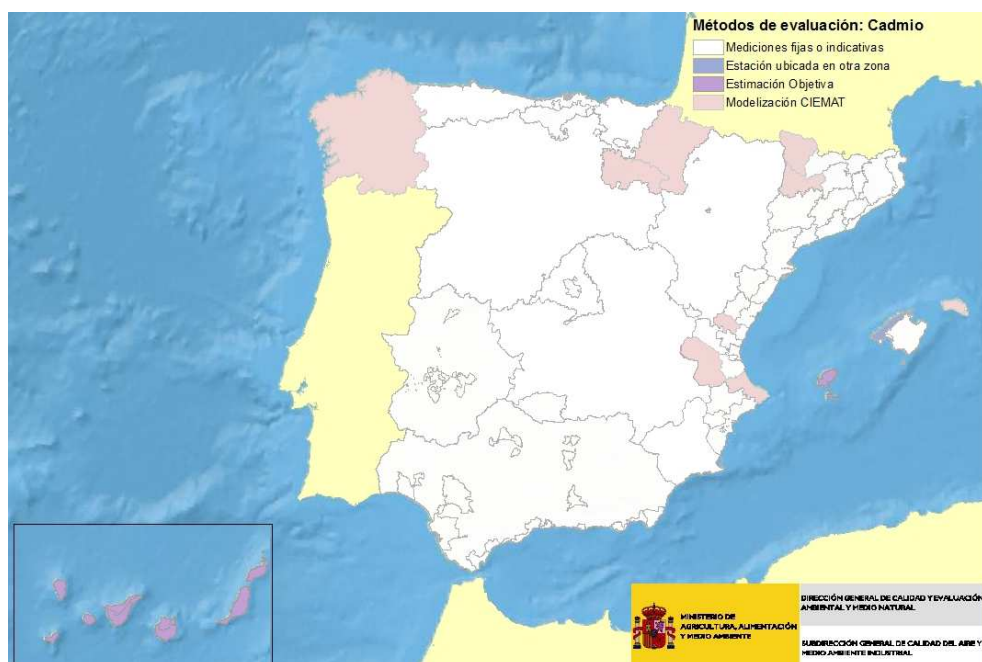 Métodos de evaluación: Cadmio
Mediciones fijas o indicativas
Estación ubicada en otra zona
Estimación Objetiva
Modelización CIEMAT
MINISTERIO DE
AGRICULTURA, ALIMENTACIÓN
Y MEDIO AMBIENTE
DIRECCIÓN GENERAL DE CALIDAD Y EVALUACIÓN
AMBIENTAL Y MEDIO NATURAL
SUBDIRECCIÓN GENERAL DE CALIDAD DEL AIRE Y
MEDIO AMBIENTE INDUSTRIAL